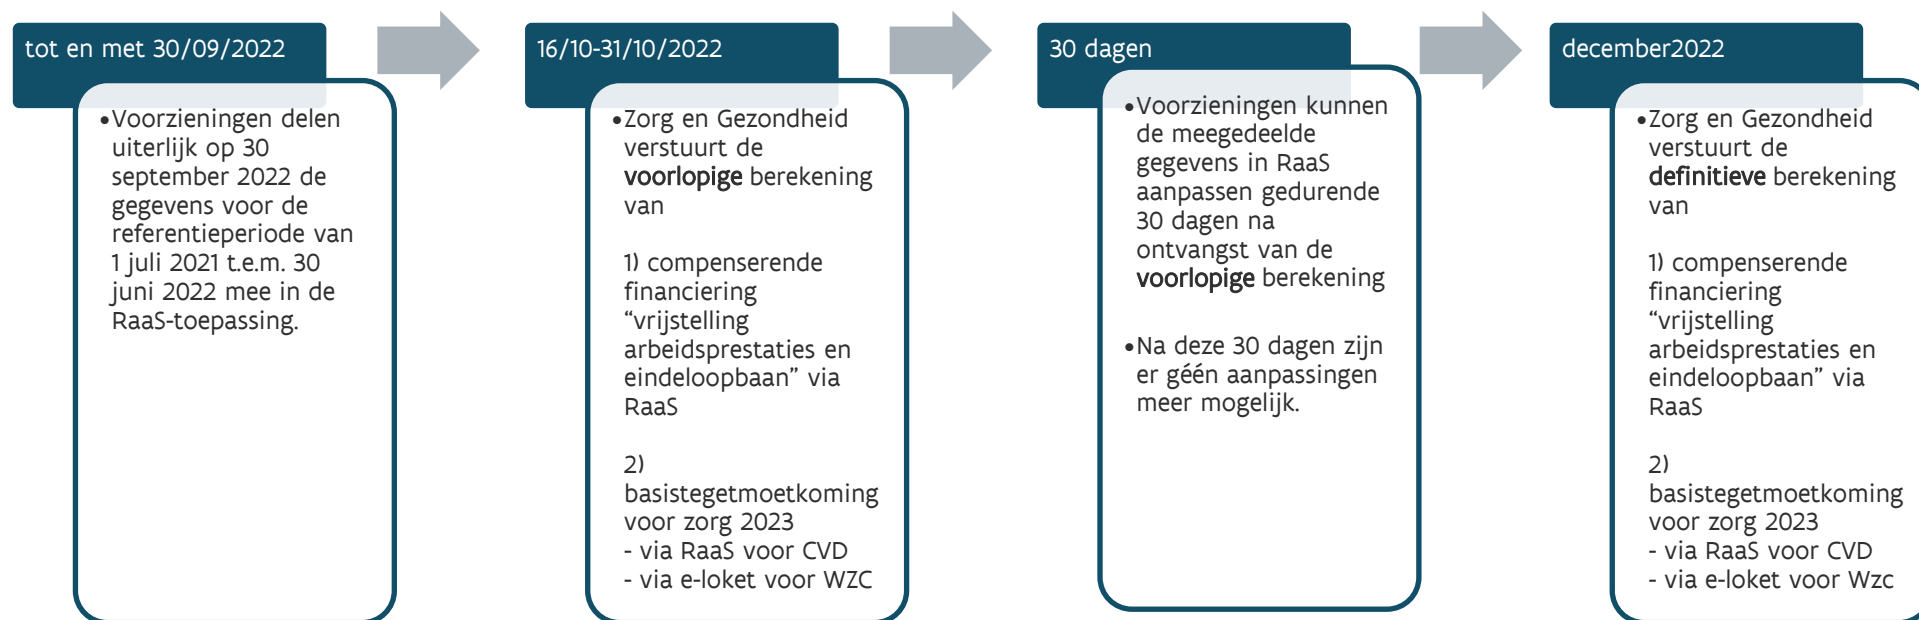 tot en met 30/09/2022
•Voorzieningen delen
uiterlijk op 30
september 2022 de
gegevens voor de
referentieperiode van
1 juli 2021 t.e.m. 30
juni 2022 mee in de
RaaS-toepassing.
16/10-31/10/2022
•Zorg en Gezondheid
verstuurt de
voorlopige berekening
van
1) compenserende
financiering
“vrijstelling
arbeidsprestaties en
eindeloopbaan” via
RaaS
2)
basistegetmoetkoming
voor zorg 2023
- via RaaS voor CVD
- via e-loket voor WZC
30 dagen
•Voorzieningen kunnen
de meegedeelde
gegevens in RaaS
aanpassen gedurende
30 dagen na
ontvangst van de
voorlopige berekening
•Na deze 30 dagen zijn
er géén aanpassingen
meer mogelijk.
december2022
•Zorg en Gezondheid
verstuurt de
definitieve berekening
van
1) compenserende
financiering
“vrijstelling
arbeidsprestaties en
eindeloopbaan” via
RaaS
2)
basistegetmoetkoming
voor zorg 2023
- via RaaS voor CVD
- via e-loket voor Wzc